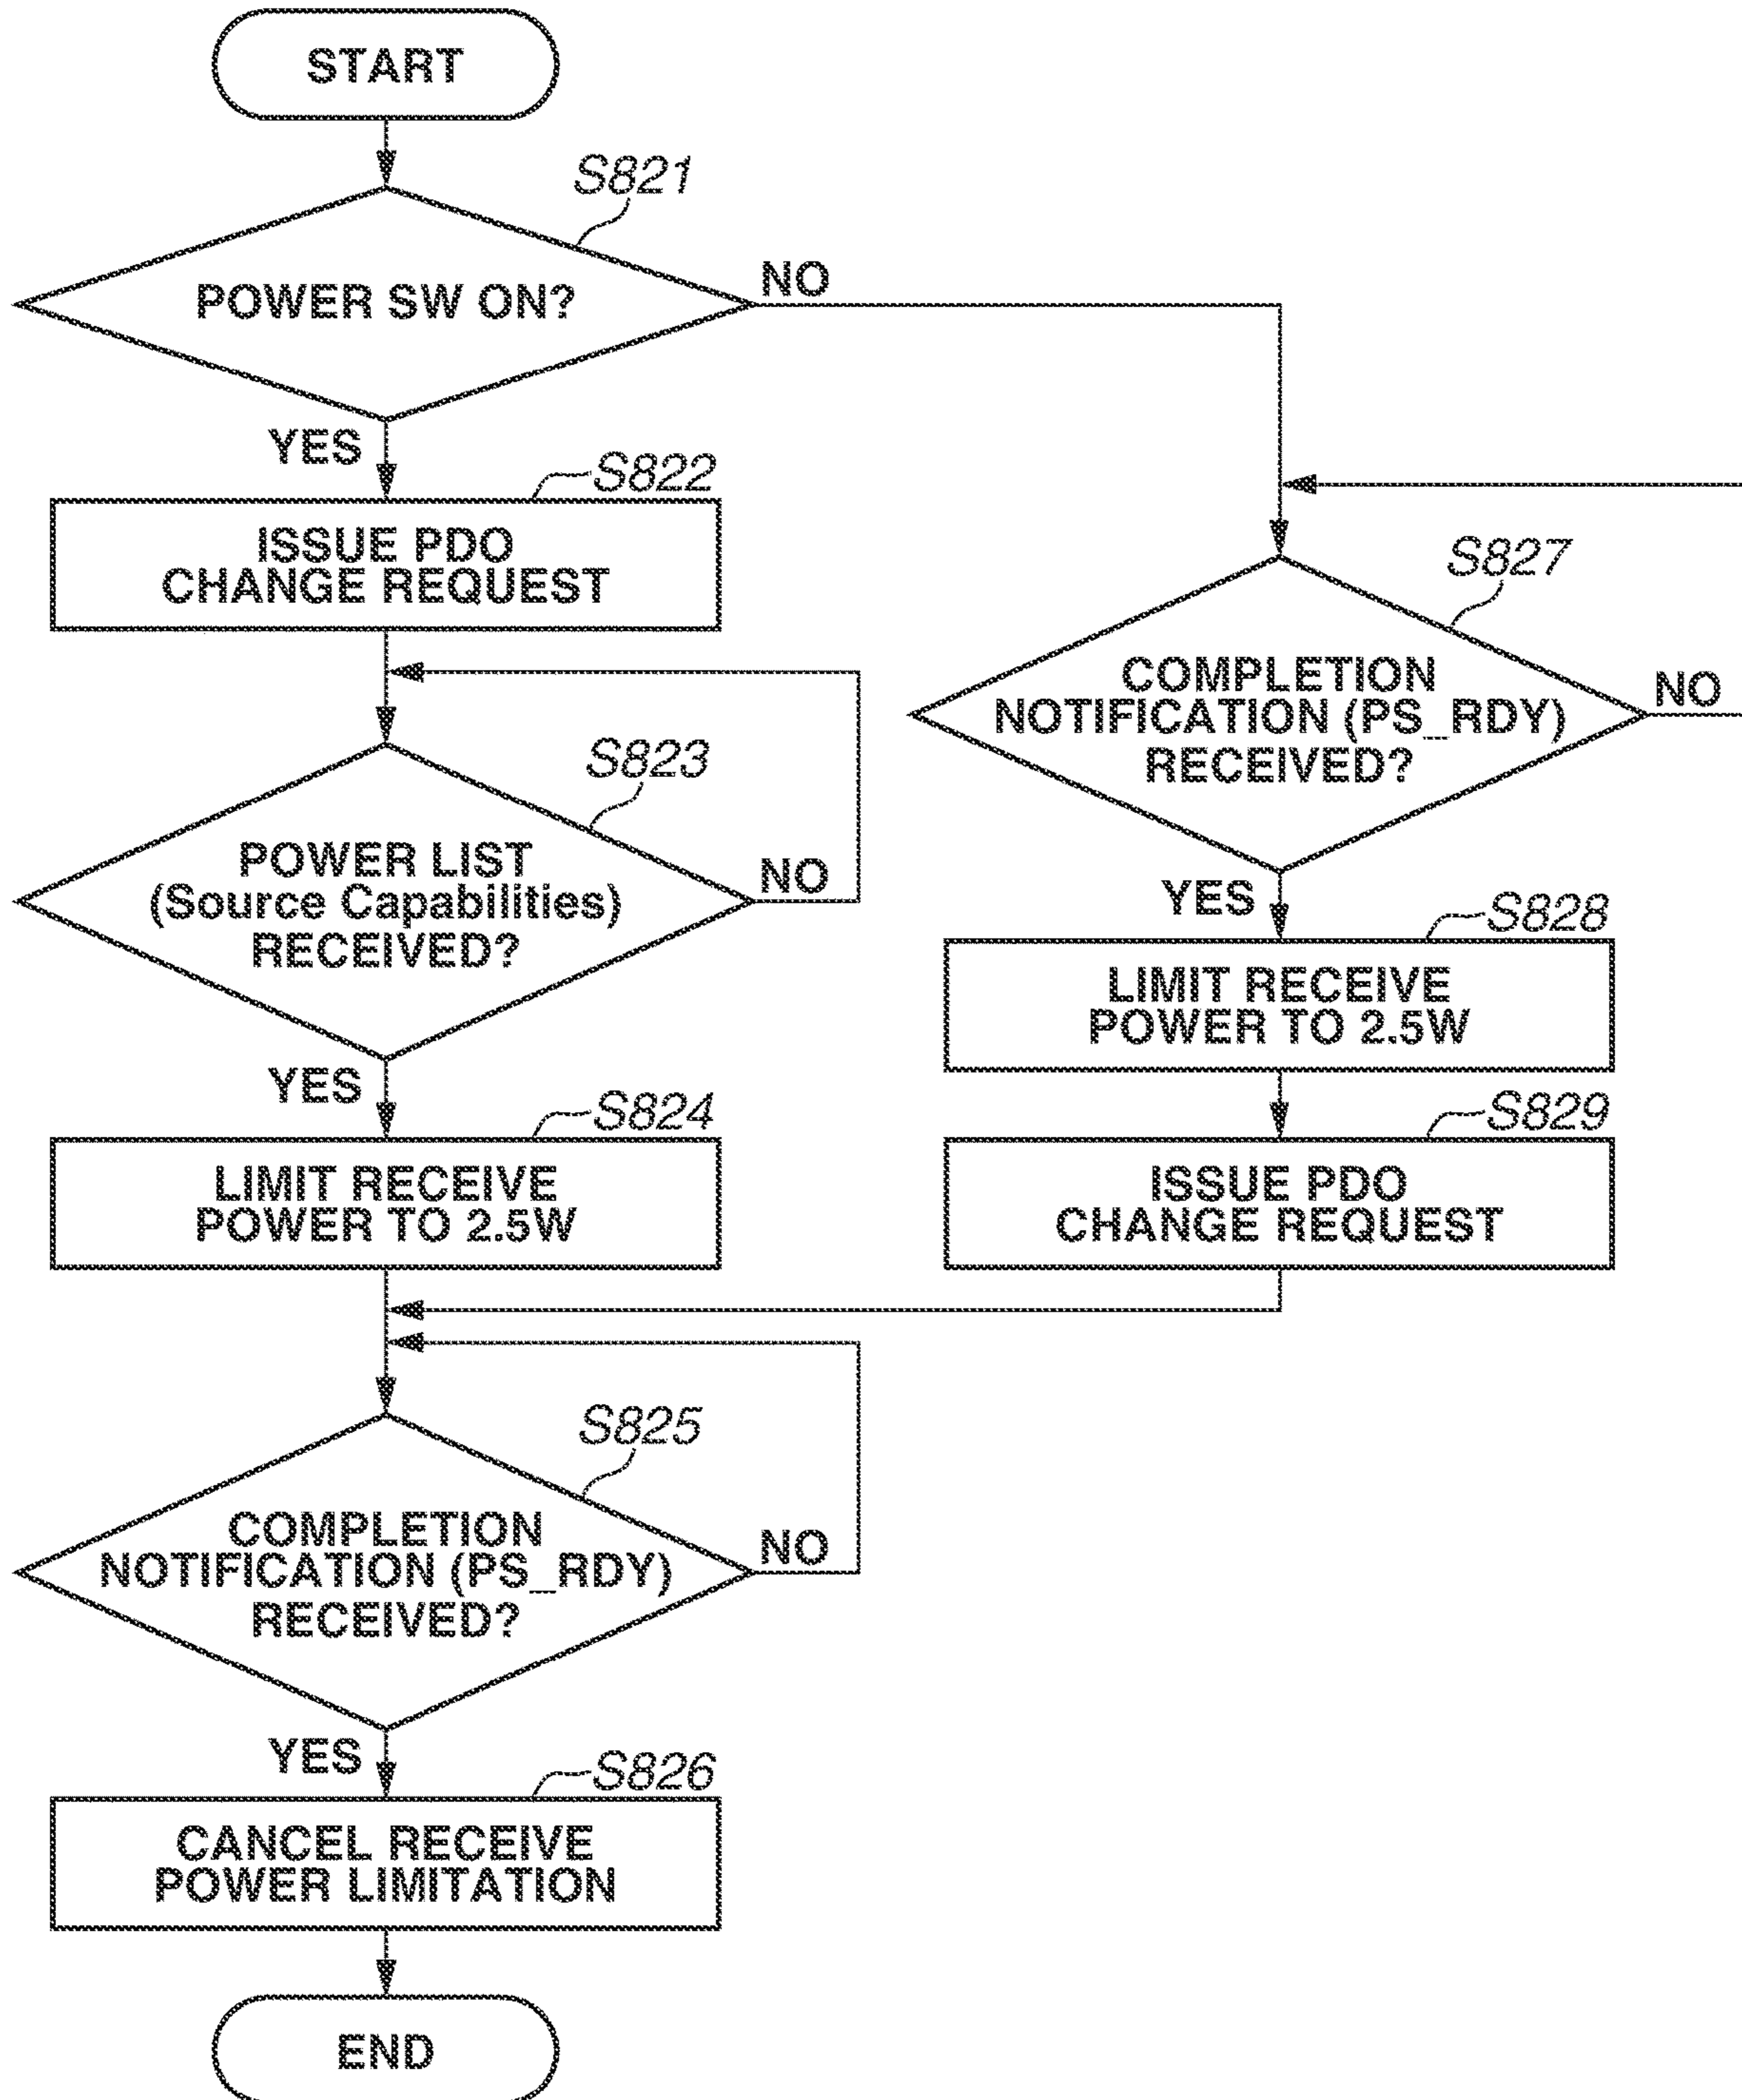 START
S821
POWER SW ON?
NO
YES
S822
ISSUE PDO
CHANGE REQUEST
S823
POWER LIST
(Source Capabilities)
RECEIVED?
NO
YES
S824
LIMIT RECEIVE
POWER TO 2.5W
S827
COMPLETION
NOTIFICATION (PS_RDY)
RECEIVED?
NO
YES
S828
LIMIT RECEIVE
POWER TO 2.5W
S829
ISSUE PDO
CHANGE REQUEST
S825
COMPLETION
NOTIFICATION (PS_RDY)
RECEIVED?
NO
YES
S826
CANCEL RECEIVE
POWER LIMITATION
END